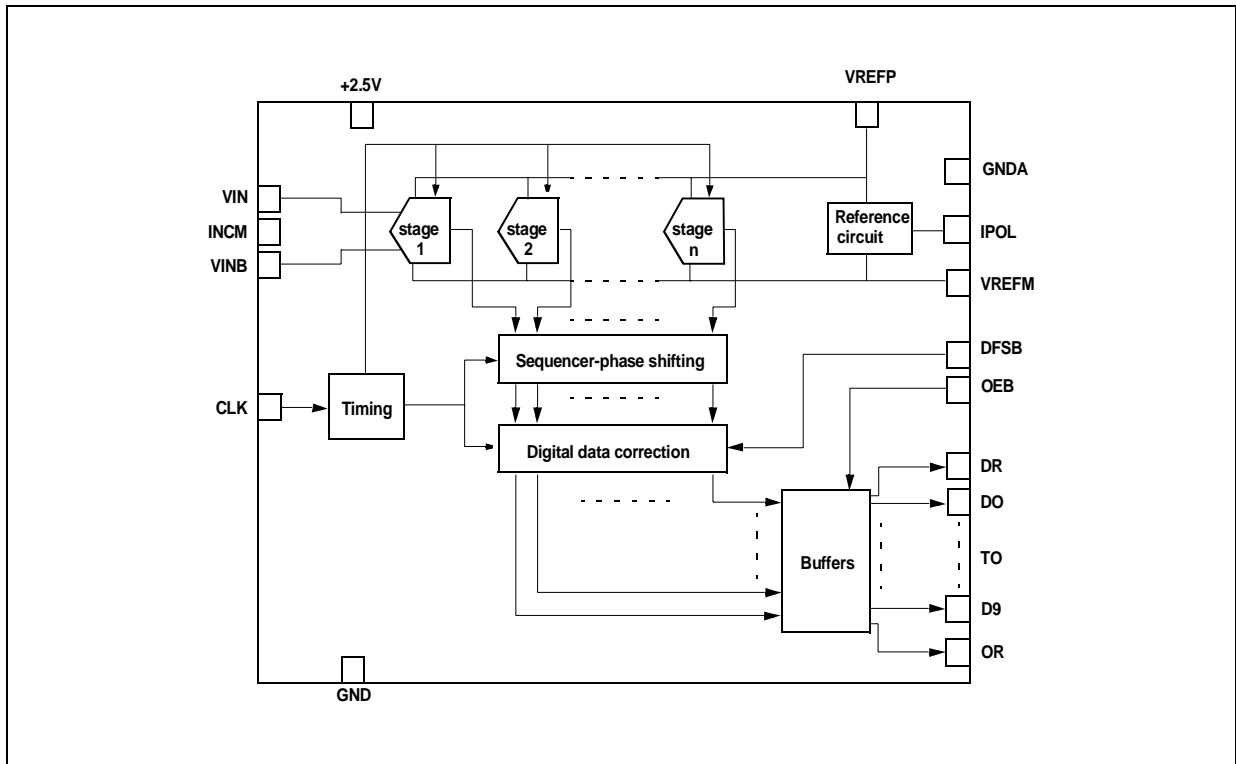 +2.5V
VREFP
GNDA
VIN
INCM
VINB
stage
1
stage
2
stage
n
Reference
circuit
IPOL
VREFM
DFSB
OEB
Sequencer-phase shifting
CLK
Timing
Digital data correction
DR
DO
Buffers
TO
D9
OR
GND